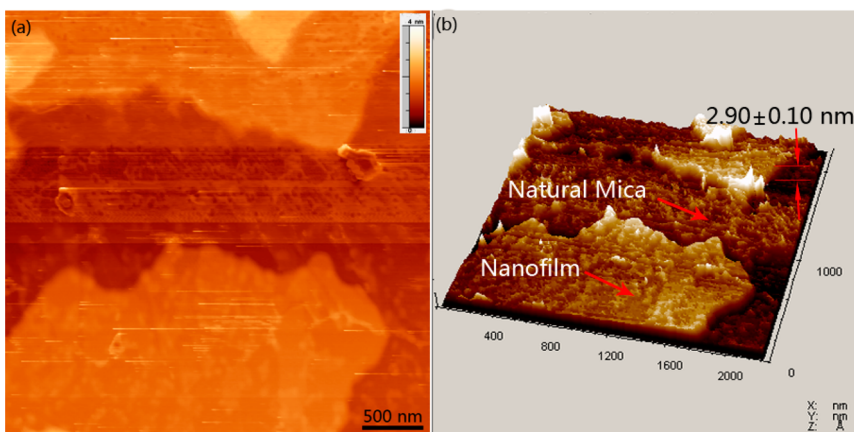 (a)
4 nm
0
500 nm
(b)
2.90±0.10 nm
Natural Mica
Nanofilm
400
800
1200
1600
2000
0
1000
X: nm
Y: nm
Z: Å